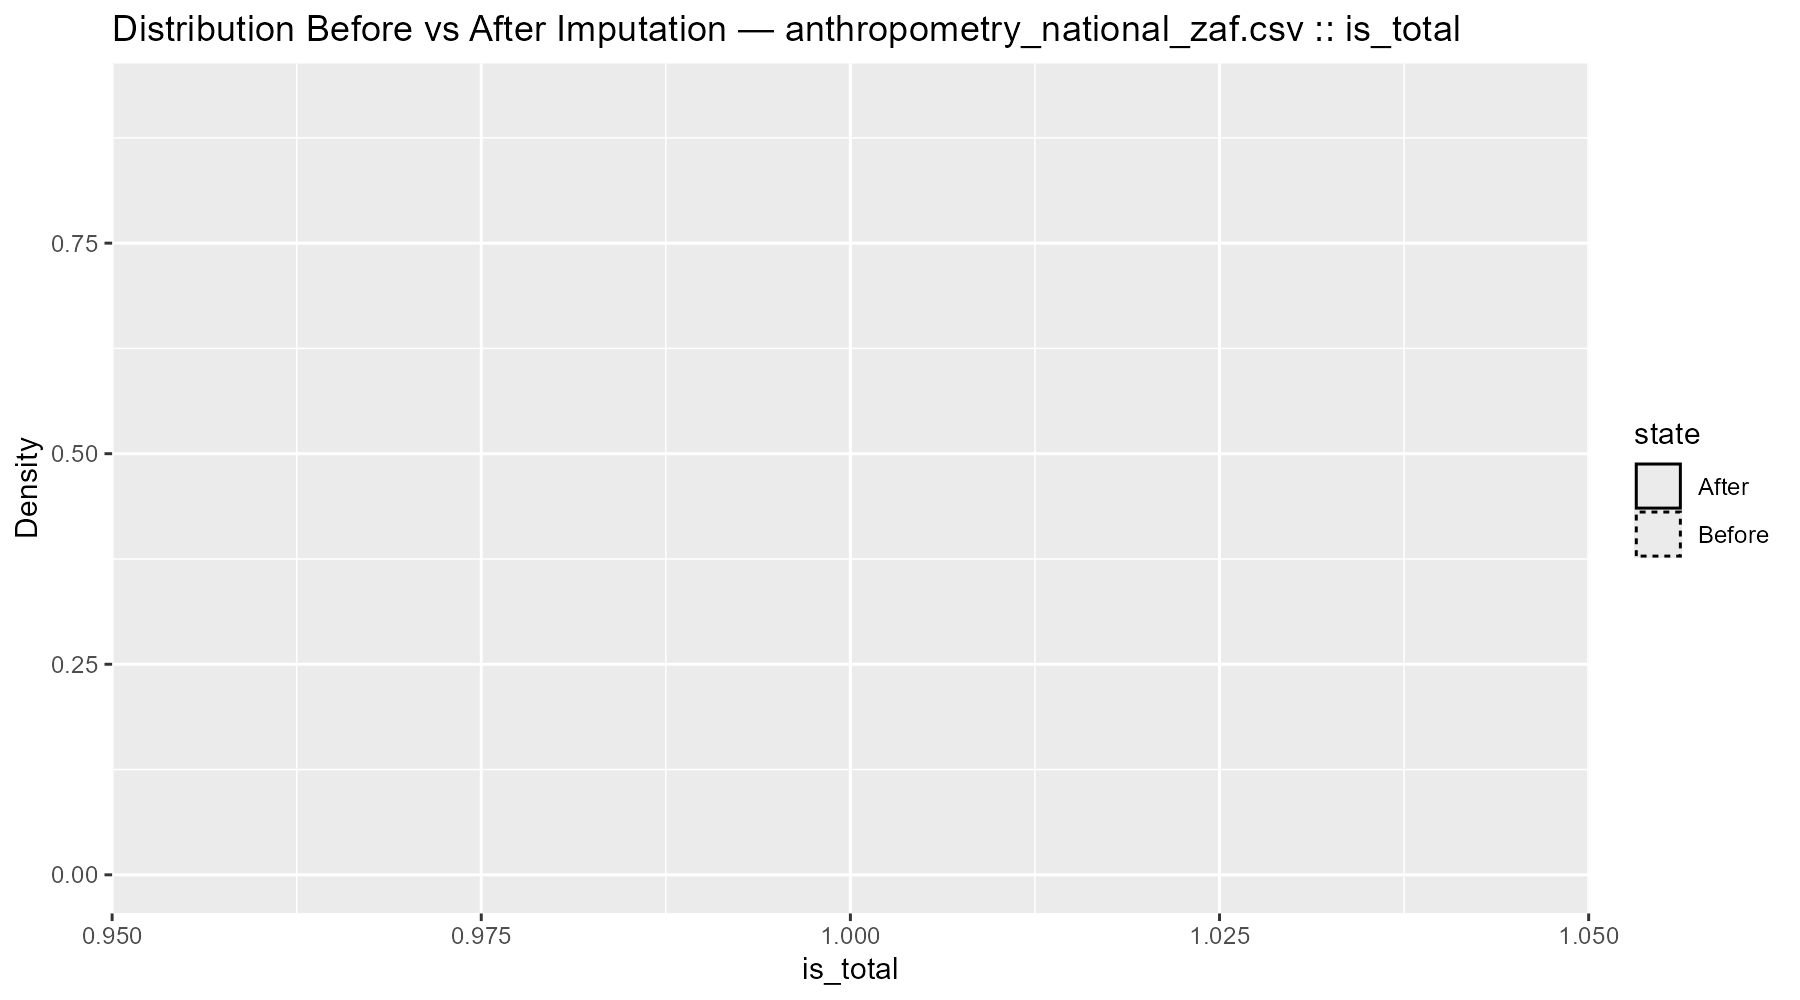 Distribution Before vs After Imputation — anthropometry_national_zaf.csv :: is_total
Density
0.75
0.50
0.25
0.00
0.950
0.975
1.000
1.025
1.050
is_total
state
After
Before